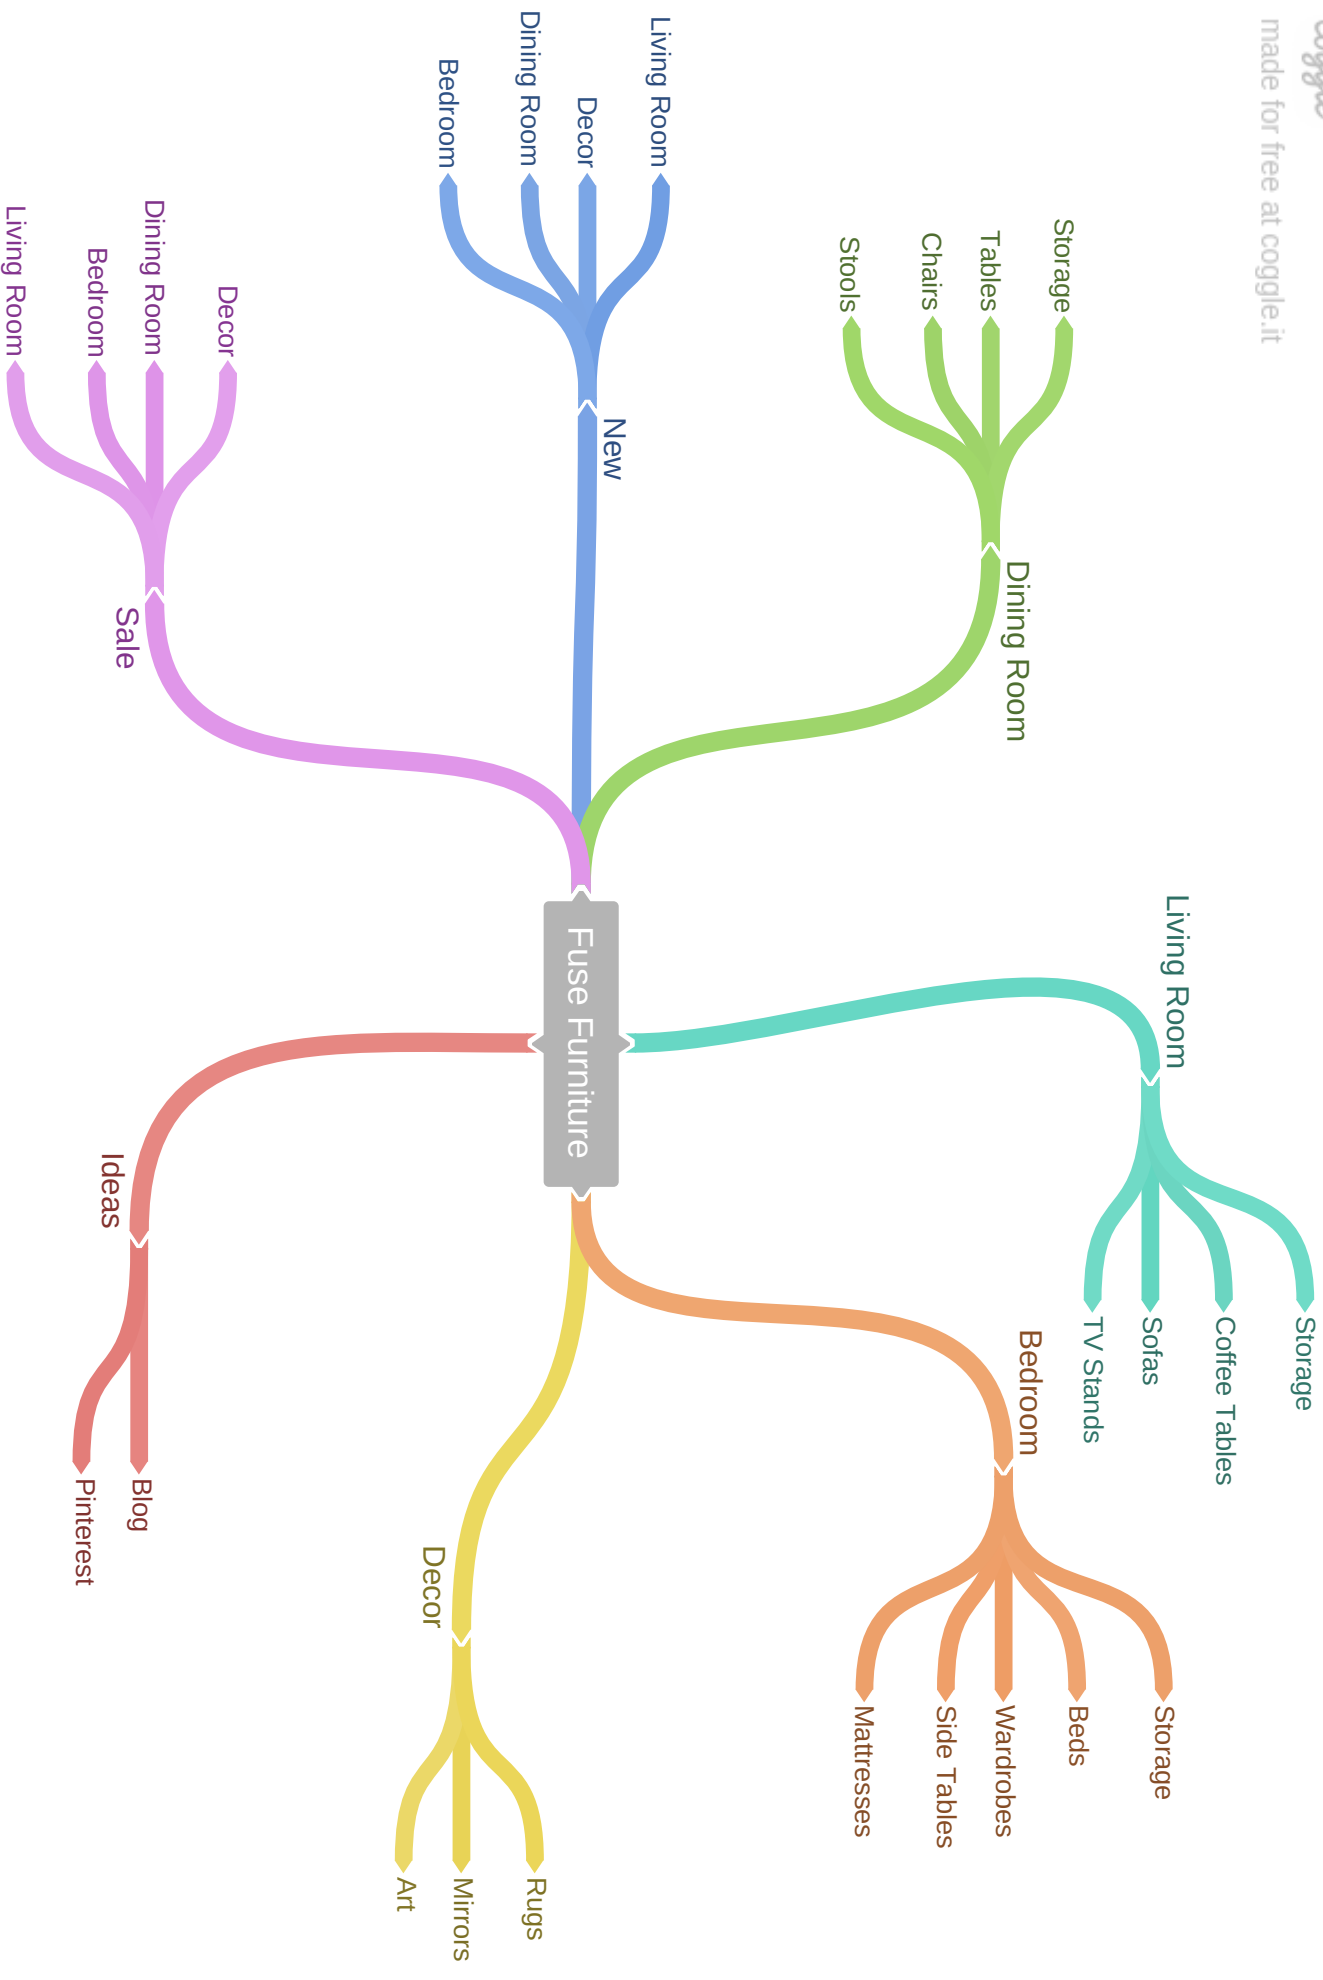 made for free at coggle.it
Storage
Tables
Chairs
Stools
Dining Room
Living Room
Decor
Dining Room
Bedroom
New
Decor
Dining Room
Bedroom
Living Room
Sale
Fuse Furniture
Living Room
Storage
Coffee Tables
Sofas
TV Stands
Bedroom
Storage
Beds
Wardrobes
Side Tables
Mattresses
Decor
Rugs
Mirrors
Art
Ideas
Blog
Pinterest